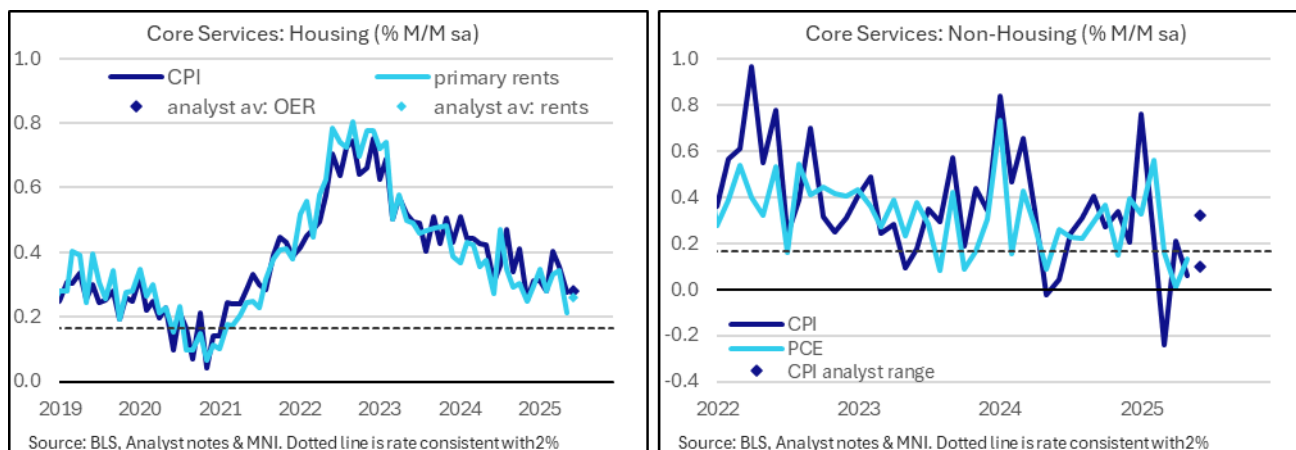 Core Services: Housing (% M/M sa)
1.0
CPI
primary rents
analyst av: OER
analyst av: rents
0.8
0.6
0.4
0.2
0.0
2019 2020 2021 2022 2023 2024 2025
Source: BLS, Analyst notes & MNI. Dotted line is rate consistent with 2%
Core Services: Non-Housing (% M/M sa)
1.0
0.8
0.6
0.4
0.2
0.0
CPI
PCE
-0.2
CPI analyst range
-0.4
2022 2023 2024 2025
Source: BLS, Analyst notes & MNI. Dotted line is rate consistent with 2%